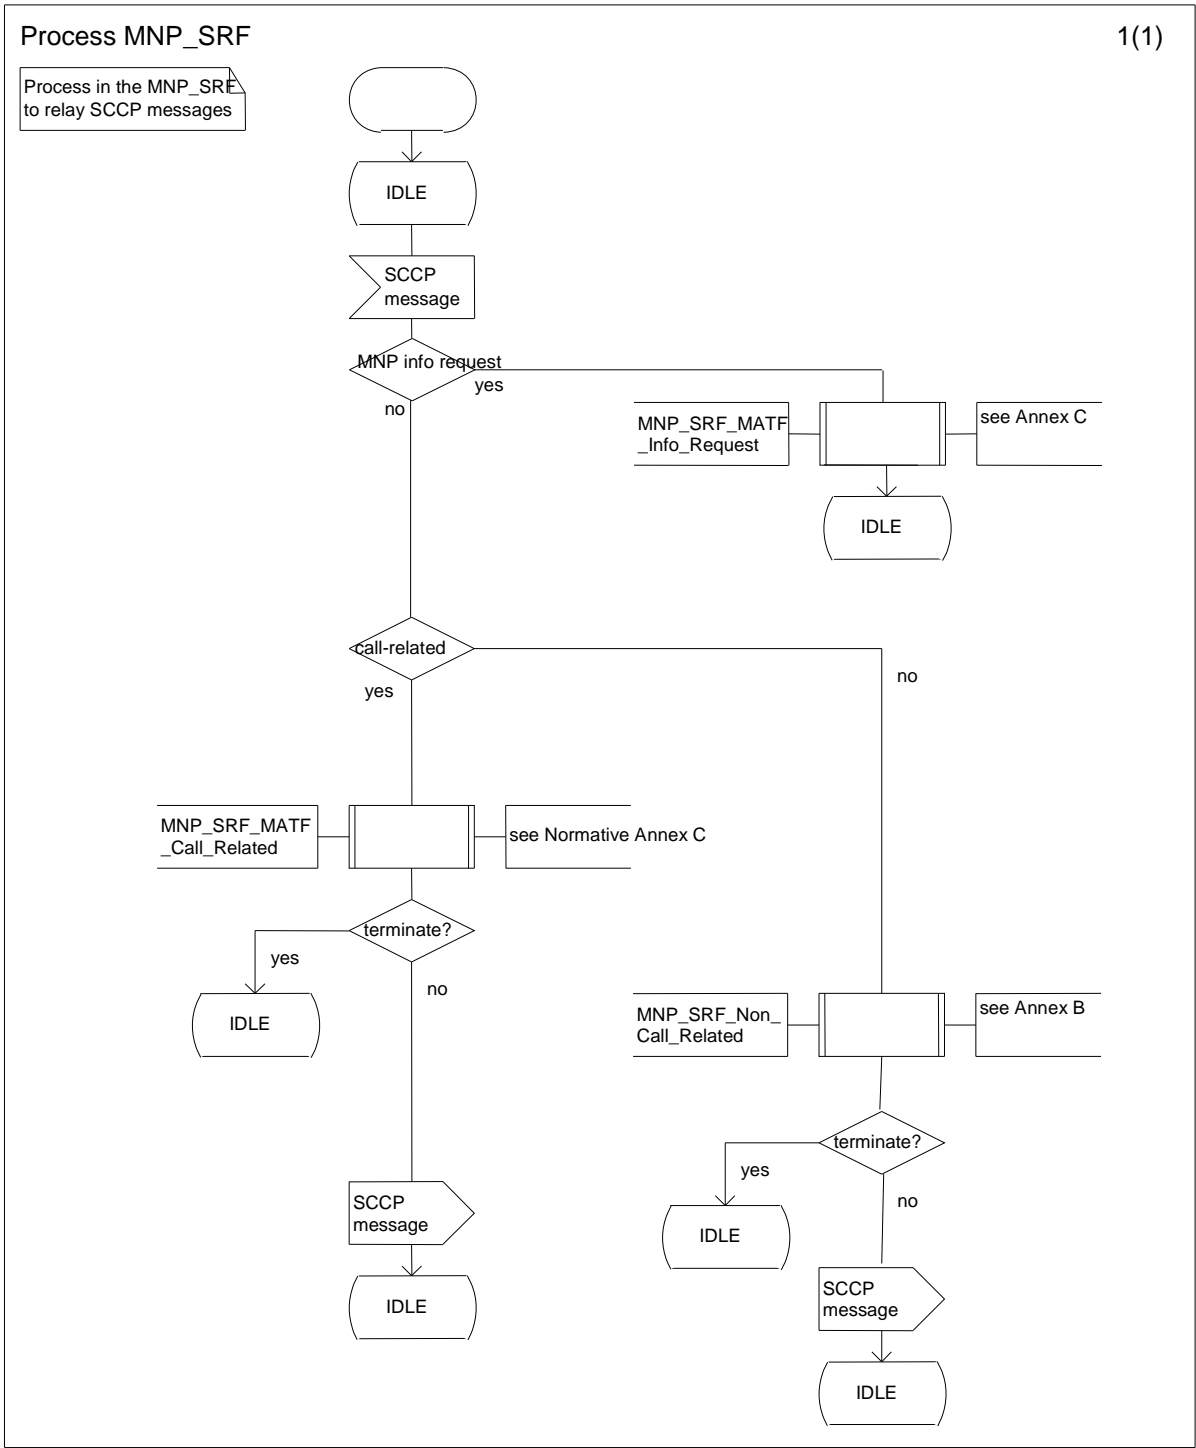 Process MNP_SRF
1(1)
Process in the MNP_SRF
to relay SCCP messages
IDLE
SCCP
message
MNP info request
yes
no
MNP_SRF_MATF
_Info_Request
see Annex C
IDLE
call-related
yes
no
MNP_SRF_MATF
_Call_Related
see Normative Annex C
terminate?
yes
no
IDLE
MNP_SRF_Non_
Call_Related
see Annex B
terminate?
yes
no
SCCP
message
IDLE
IDLE
SCCP
message
IDLE